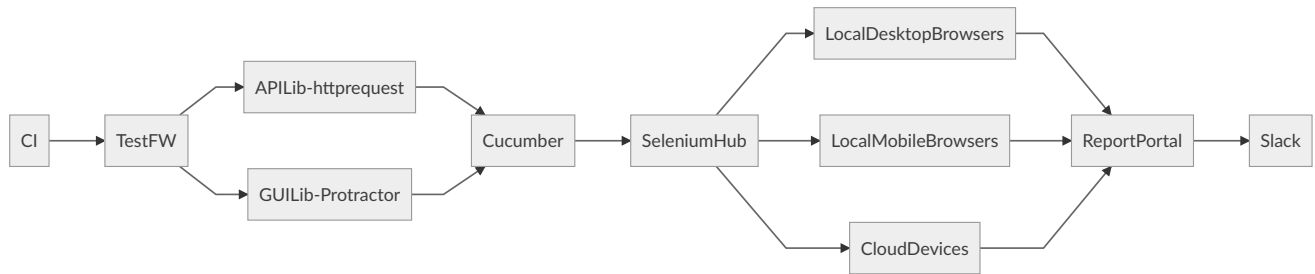 CI
TestFW
APILib-httprequest
GUILib-Protractor
Cucumber
SeleniumHub
LocalDesktopBrowsers
LocalMobileBrowsers
CloudDevices
ReportPortal
Slack